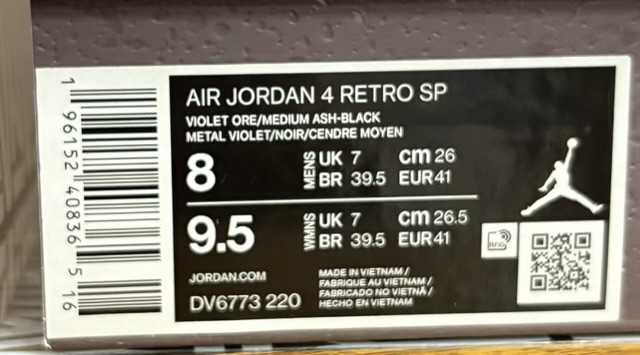 AIR JORDAN 4 RETRO SP
VIOLET ORE/MEDIUM ASH-BLACK
METAL VIOLET/NOIR/CENDRE MOYEN
8 MENS UK 7 cm 26
BR 39.5 EUR 41
9.5 WMNS UK 7 cm 26.5
BR 39.5 EUR 41
JORDAN.COM
DV6773 220
MADE IN VIETNAM /
FABRIQUE AU VIETNAM /
FABRICADO NO VIETNÃ /
HECHO EN VIETNAM
RFID
1 96152 40836 5 16